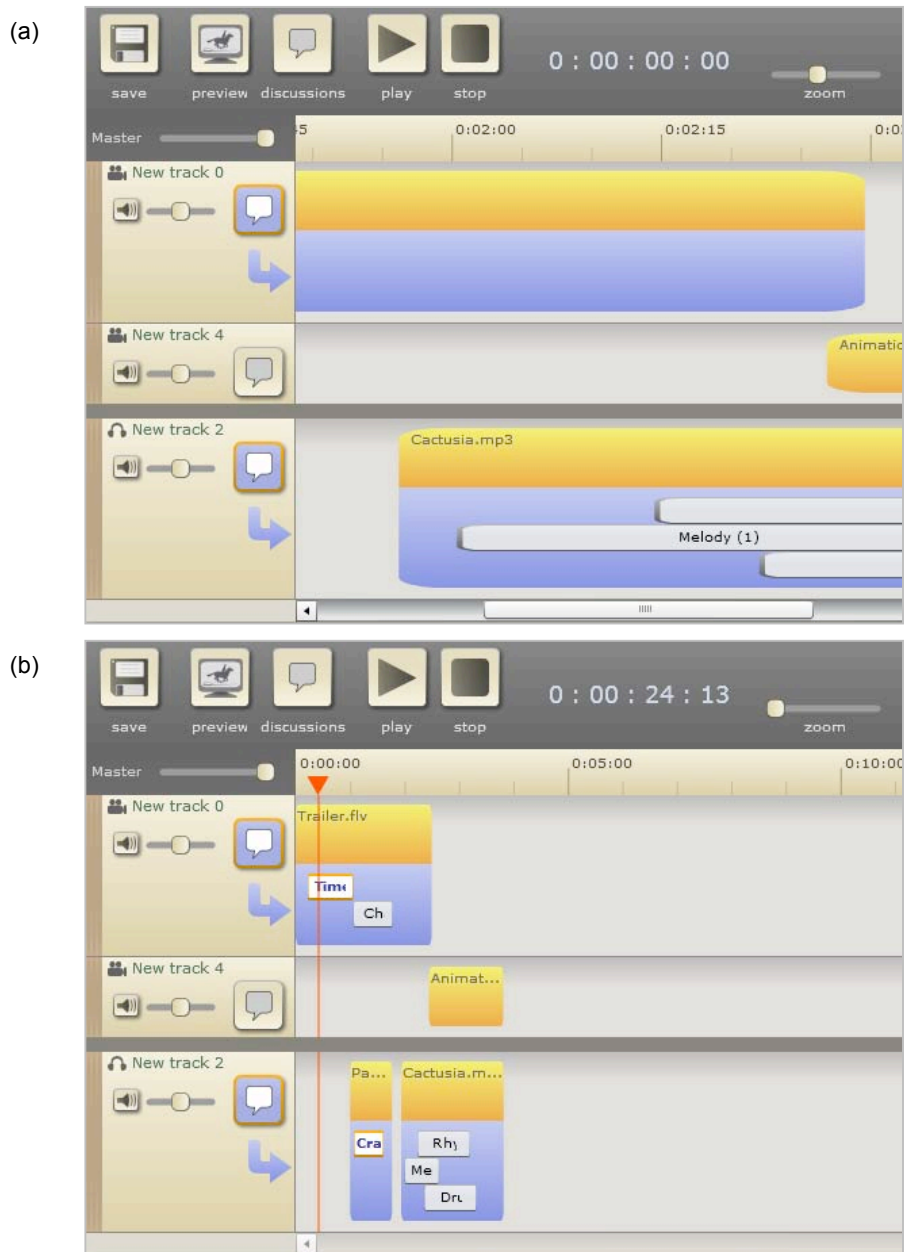 (a)
0 : 00 : 00 : 00
save preview discussions play stop zoom
Master
0:02:00 0:02:15
New track 0
New track 4
Animatic
New track 2
Cactusia.mp3
Melody (1)
(b)
0 : 00 : 24 : 13
save preview discussions play stop zoom
Master 0:00:00 0:05:00 0:10:00
New track 0
Trailer.flv
Time
Ch
New track 4
Animat...
New track 2
Pa... Cactusia.m...
Cra Rhy
Me
Dru